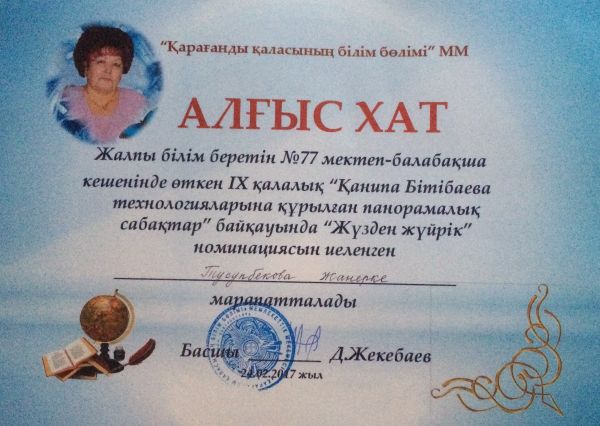 “Қарағанды қаласының білім бөлімі” ММ
АЛҒЫС ХАТ
Жалпы білім беретін №77 мектеп-балабақша
кешенінде өткен IX қалалық “Қанипа Бітібаева
технологияларына құрылған панорамалық
сабақтар” байқауында “Жүзден жүйрік”
номинациясын иеленген
Тусупбекова Жанерке
марапатталады
Басшы Д.Жекебаев
24.02.2017 жыл